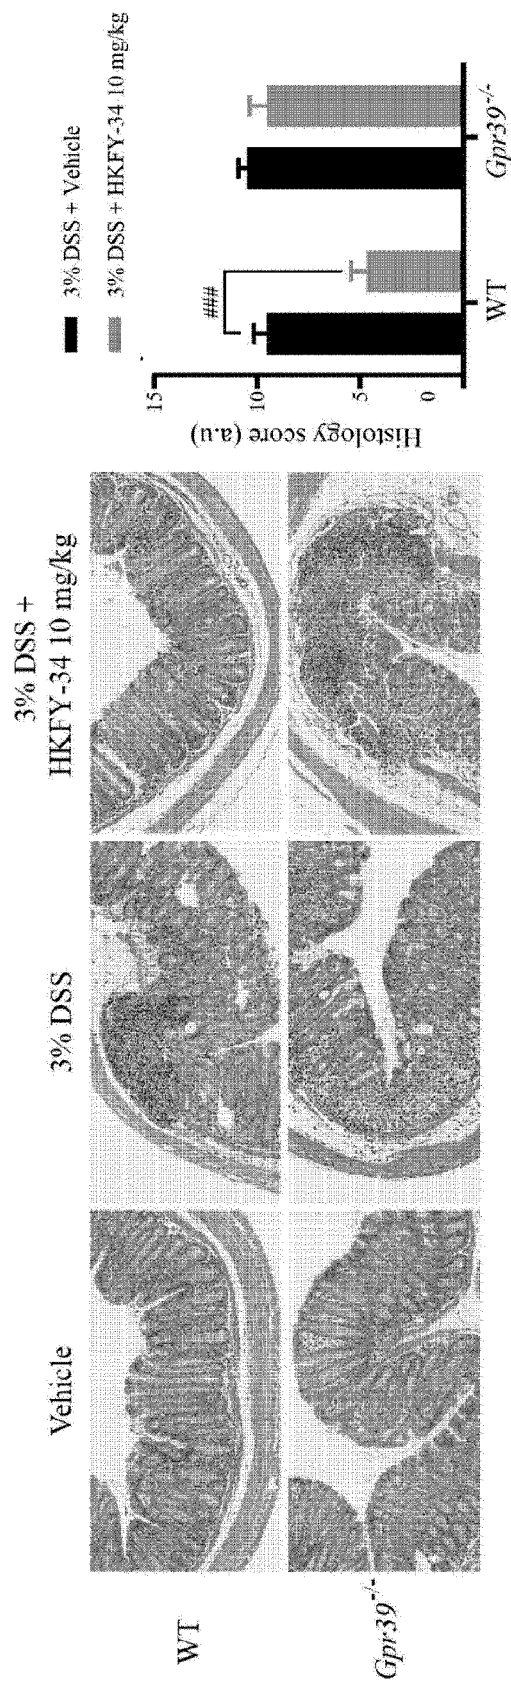 Vehicle
3% DSS
3% DSS +
HKFY-34 10 mg/kg
WT
Gpr39-/-
3% DSS + Vehicle
3% DSS + HKFY-34 10 mg/kg
###
15
10
5
0
Histology score (a.u)
WT
Gpr39-/-